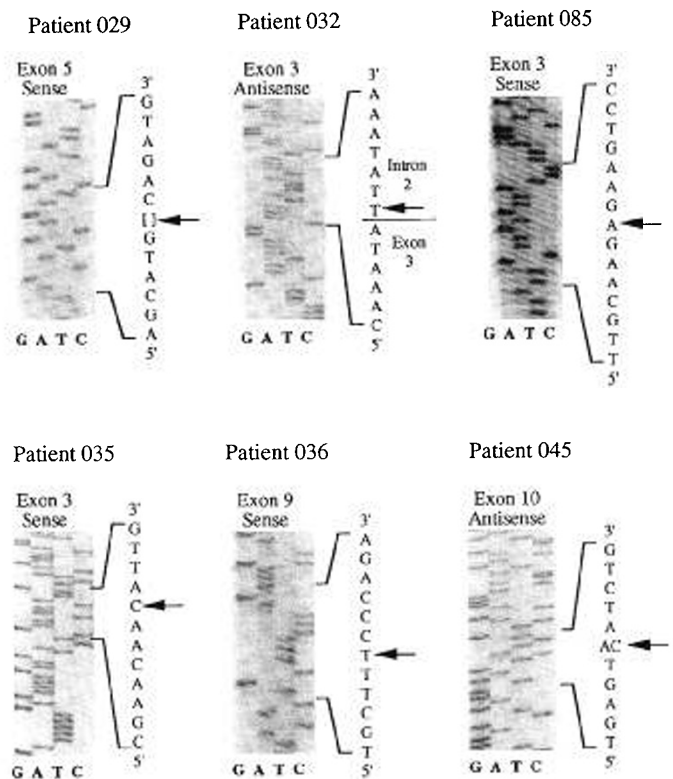 Patient 029
Exon 5
Sense
3'
G
T
A
G
A
C
[]
G
T
A
C
G
A
5'
G A T C
Patient 032
Exon 3
Antisense
3'
A
A
A
T
A
T
T
A
T
A
A
A
C
5'
Intron
2
Exon
3
G A T C
Patient 085
Exon 3
Sense
3'
C
C
T
G
A
A
G
A
G
A
A
C
G
T
T
5'
G A T C
Patient 035
Exon 3
Sense
3'
G
T
T
A
C
A
A
C
A
A
G
C
5'
G A T C
Patient 036
Exon 9
Sense
3'
A
G
A
C
C
C
T
T
T
C
G
T
5'
G A T C
Patient 045
Exon 10
Antisense
3'
G
T
C
T
A
AC
T
G
A
G
T
5'
G A T C